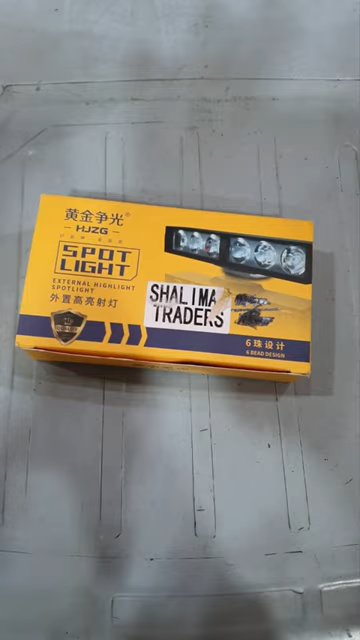 黄金争光®
HJZG
SPOT
LIGHT
EXTERNAL HIGHLIGHT
SPOTLIGHT
外置高亮射灯
SHALIMA
TRADERS
6珠设计
6 BEAD DESIGN